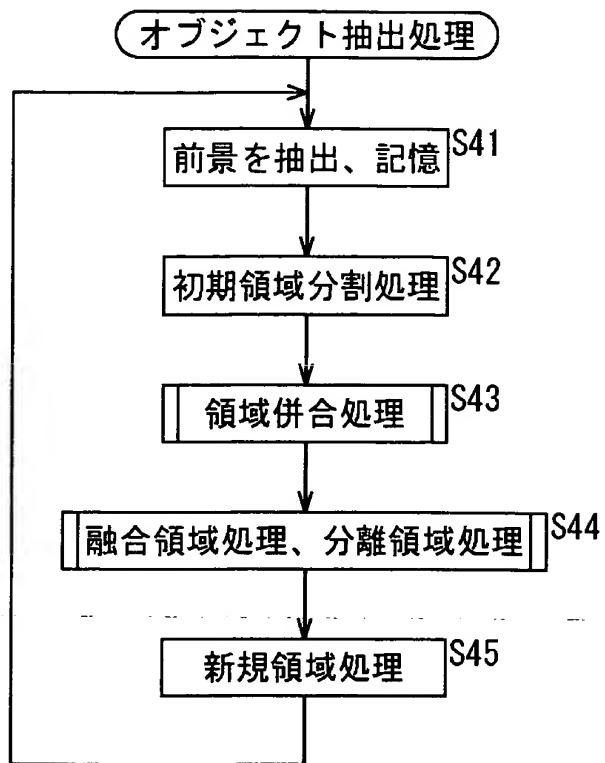 オブジェクト抽出処理
前景を抽出、記憶 S41
初期領域分割処理 S42
領域併合処理 S43
融合領域処理、分離領域処理 S44
新規領域処理 S45